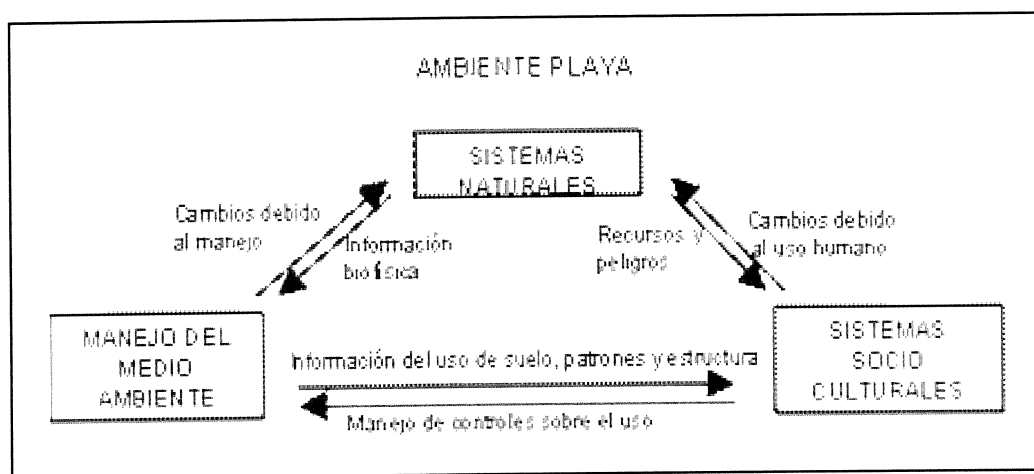 AMBIENTE PLAYA
SISTEMAS
NATURALES
Cambios debido
al manejo
Información
biofísica
Recursos y
peligros
Cambios debido
al uso humano
MANEJO DEL
MEDIO
AMBIENTE
Información del uso de suelo, patrones y estructura
Manejo de controles sobre el uso
SISTEMAS
SOCIO
CULTURALES